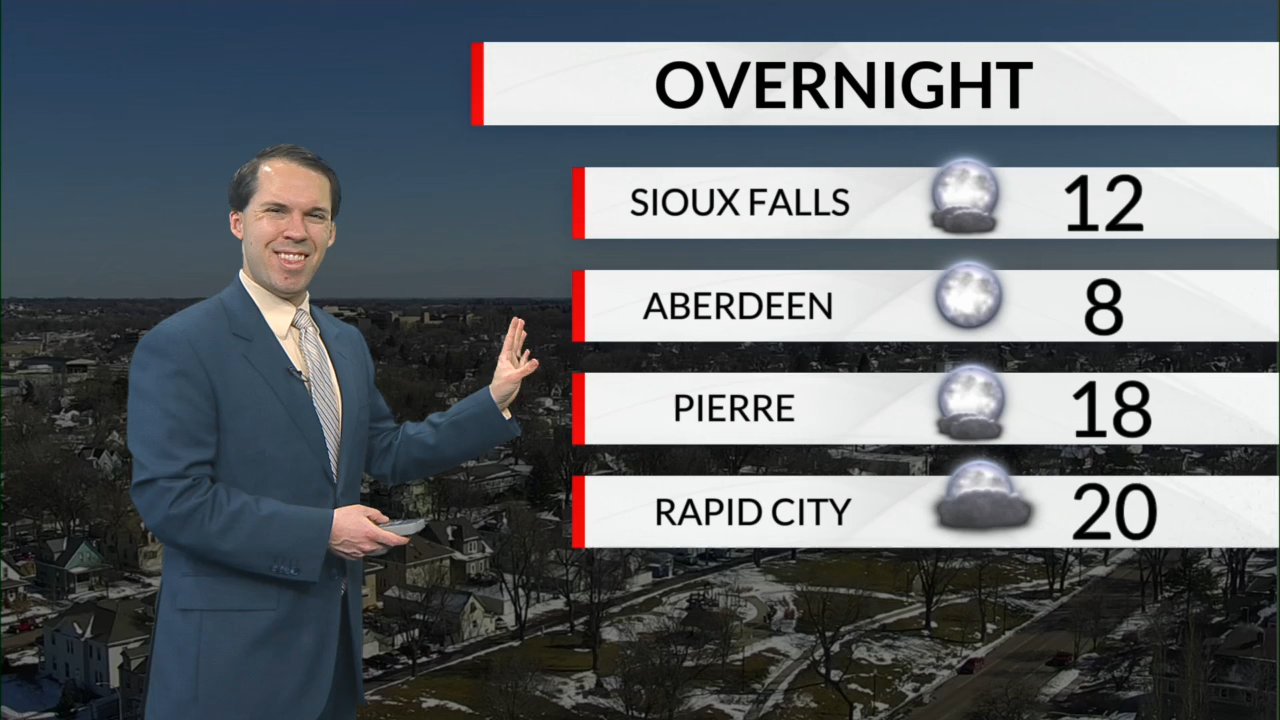 OVERNIGHT
SIOUX FALLS 12
ABERDEEN 8
PIERRE 18
RAPID CITY 20